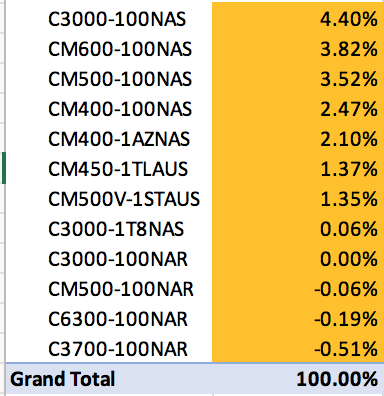 C3000-100NAS 4.40%
CM600-100NAS 3.82%
CM500-100NAS 3.52%
CM400-100NAS 2.47%
CM400-1AZNAS 2.10%
CM450-1TLAUS 1.37%
CM500V-1STAUS 1.35%
C3000-1T8NAS 0.06%
C3000-100NAR 0.00%
CM500-100NAR -0.06%
C6300-100NAR -0.19%
C3700-100NAR -0.51%
Grand Total 100.00%